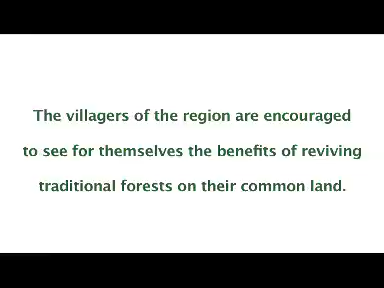 The villagers of the region are encouraged
to see for themselves the benefits of reviving
traditional forests on their common land.